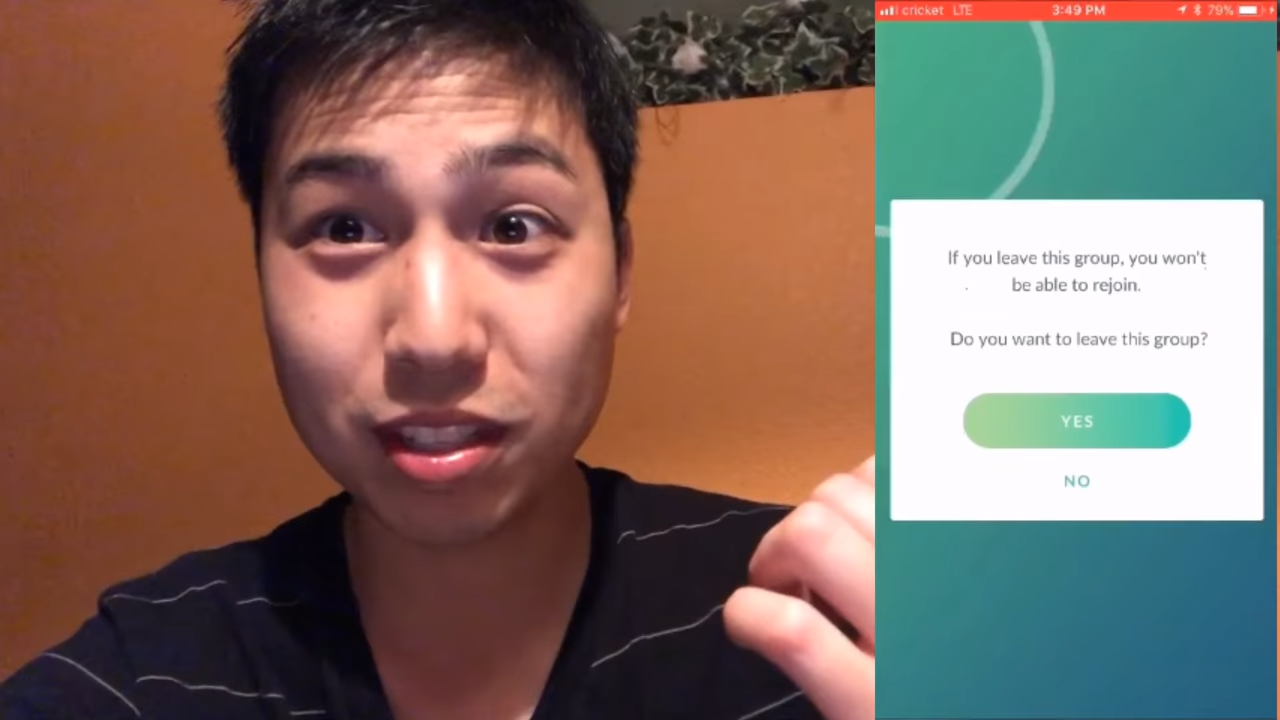 cricket LTE 3:49 PM 79%
If you leave this group, you won't
be able to rejoin.
Do you want to leave this group?
YES
NO